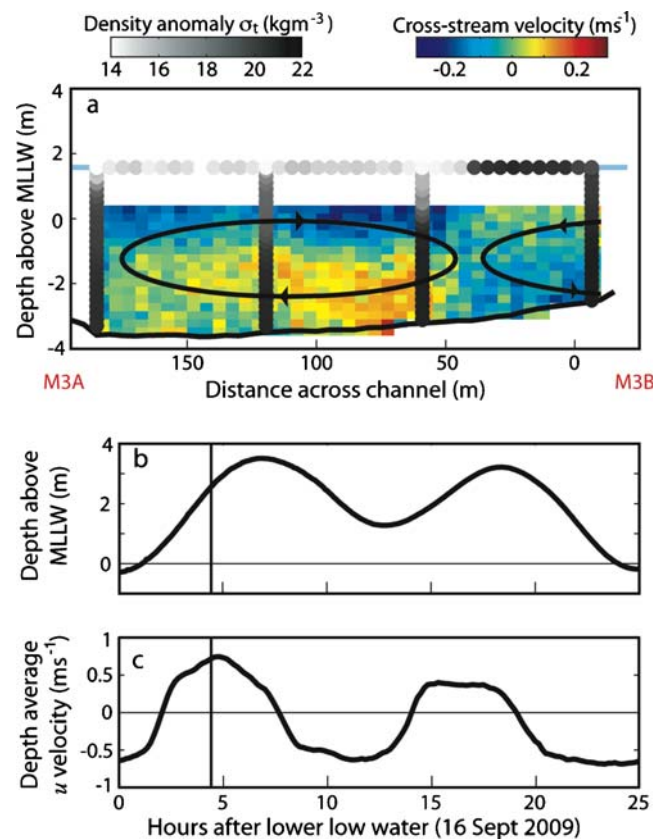 Density anomaly σt (kgm-3)
14 16 18 20 22
Cross-stream velocity (ms-1)
-0.2 0 0.2
a
Depth above MLLW (m)
4
2
0
-2
-4
150 100 50 0
M3A Distance across channel (m) M3B
b
Depth above
MLLW (m)
4
2
0
c
Depth average
u velocity (ms-1)
1
0.5
0
-0.5
-1
0 5 10 15 20 25
Hours after lower low water (16 Sept 2009)